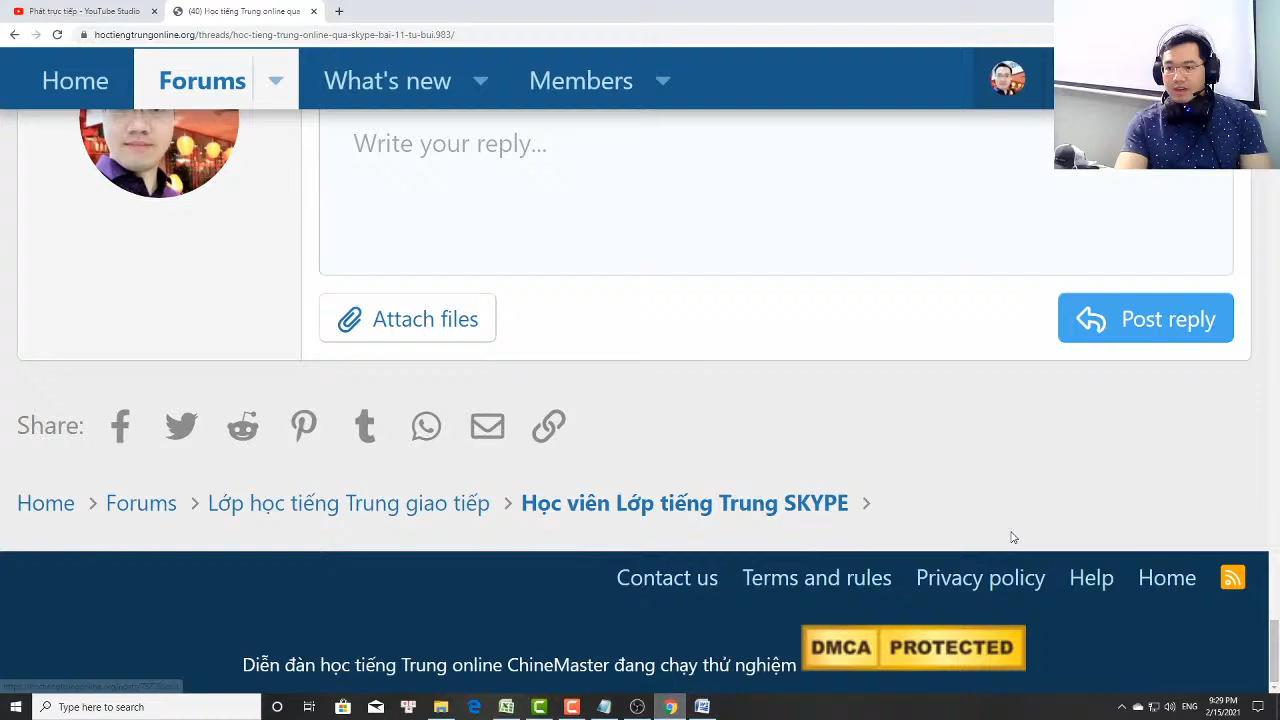 Phát trực tiếp - YouTube Studio
(40) Học tiếng Trung online qua
hoctiengtrungonline.org/threads/hoc-tieng-trung-online-qua-skype-bai-11-tu-bui.983/
Home Forums What's new Members
Write your reply...
Attach files
Post reply
Share:
Home Forums Lớp học tiếng Trung giao tiếp Học viên Lớp tiếng Trung SKYPE
Contact us Terms and rules Privacy policy Help Home
Diễn đàn học tiếng Trung online ChineMaster đang chạy thử nghiệm DMCA PROTECTED
Type here to search
ENG
9:29 PM
2/15/2021